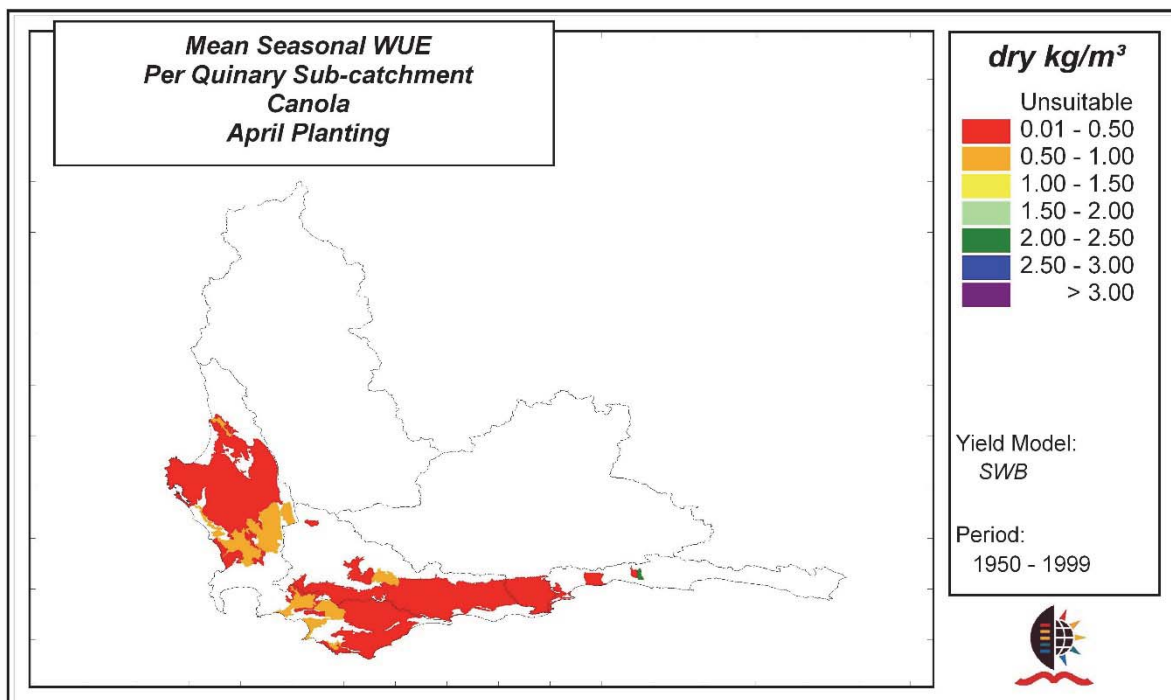 Mean Seasonal WUE
Per Quinary Sub-catchment
Canola
April Planting
dry kg/m³
Unsuitable
0.01 - 0.50
0.50 - 1.00
1.00 - 1.50
1.50 - 2.00
2.00 - 2.50
2.50 - 3.00
> 3.00
Yield Model:
SWB
Period:
1950 - 1999